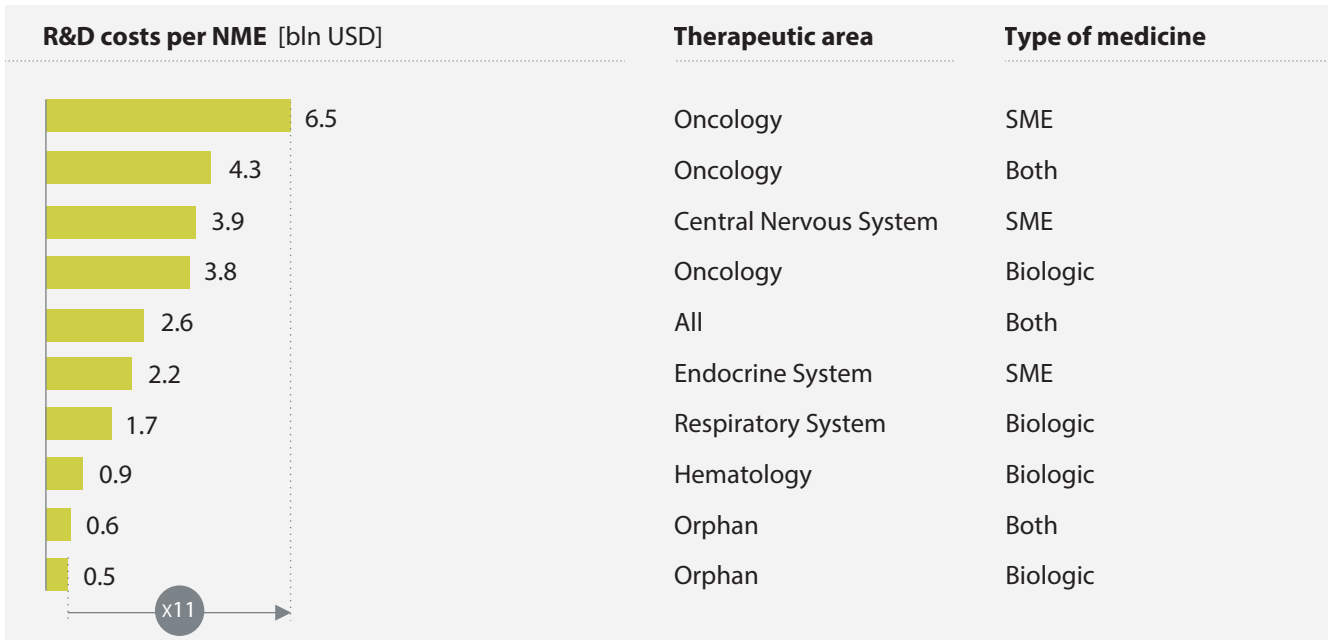 R&D costs per NME [bln USD] Therapeutic area Type of medicine
6.5 Oncology SME
4.3 Oncology Both
3.9 Central Nervous System SME
3.8 Oncology Biologic
2.6 All Both
2.2 Endocrine System SME
1.7 Respiratory System Biologic
0.9 Hematology Biologic
0.6 Orphan Both
0.5 Orphan Biologic
x11